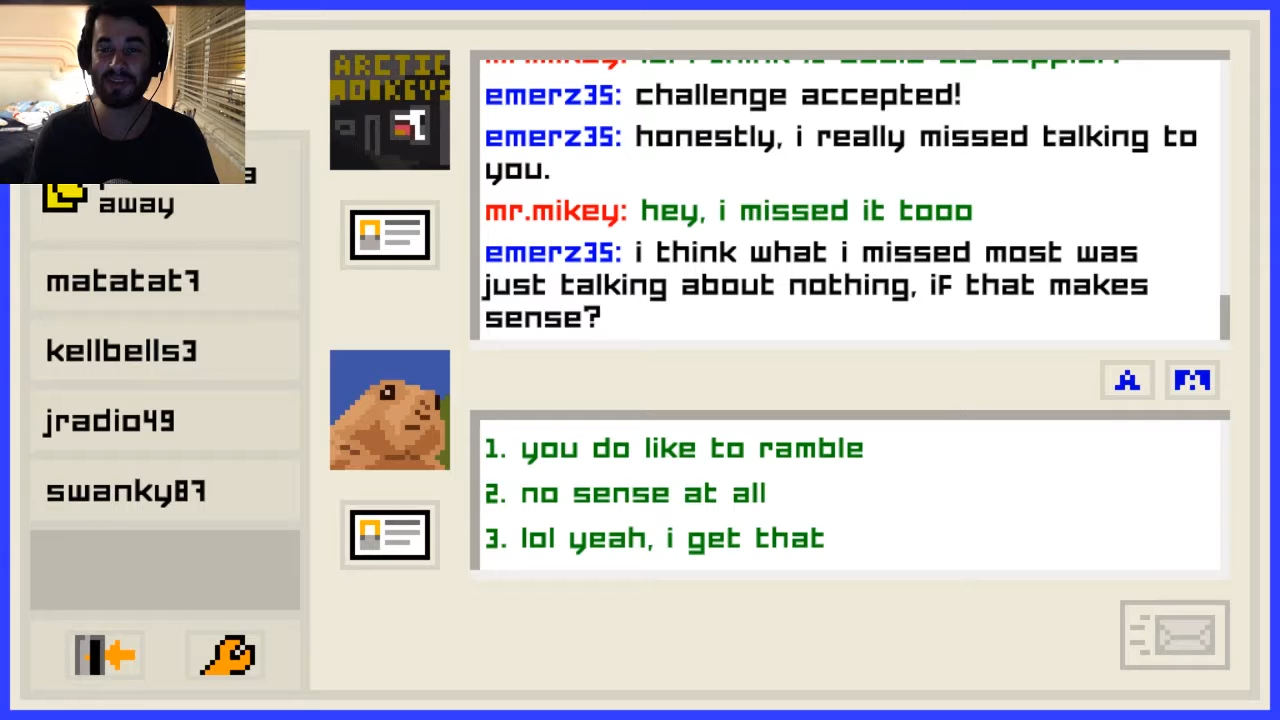 ARCTIC
MONKEYS
emerz35: challenge accepted!
emerz35: honestly, i really missed talking to
you.
mr.mikey: hey, i missed it tooo
emerz35: i think what i missed most was
just talking about nothing, if that makes
sense?
away
matatat7
kellbells3
jradio49
swanky87
A
1. you do like to ramble
2. no sense at all
3. lol yeah, i get that